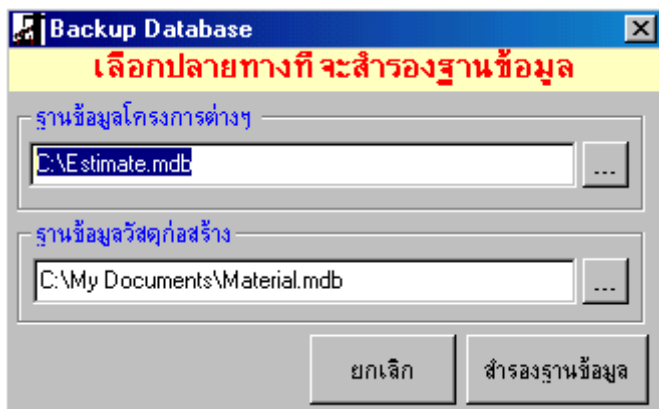 Backup Database
เลือกปลายทางที่จะสำรองฐานข้อมูล
ฐานข้อมูลโครงการต่างๆ
C:\Estimate.mdb
...
ฐานข้อมูลวัสดุก่อสร้าง
C:\My Documents\Material.mdb
...
ยกเลิก สำรองฐานข้อมูล